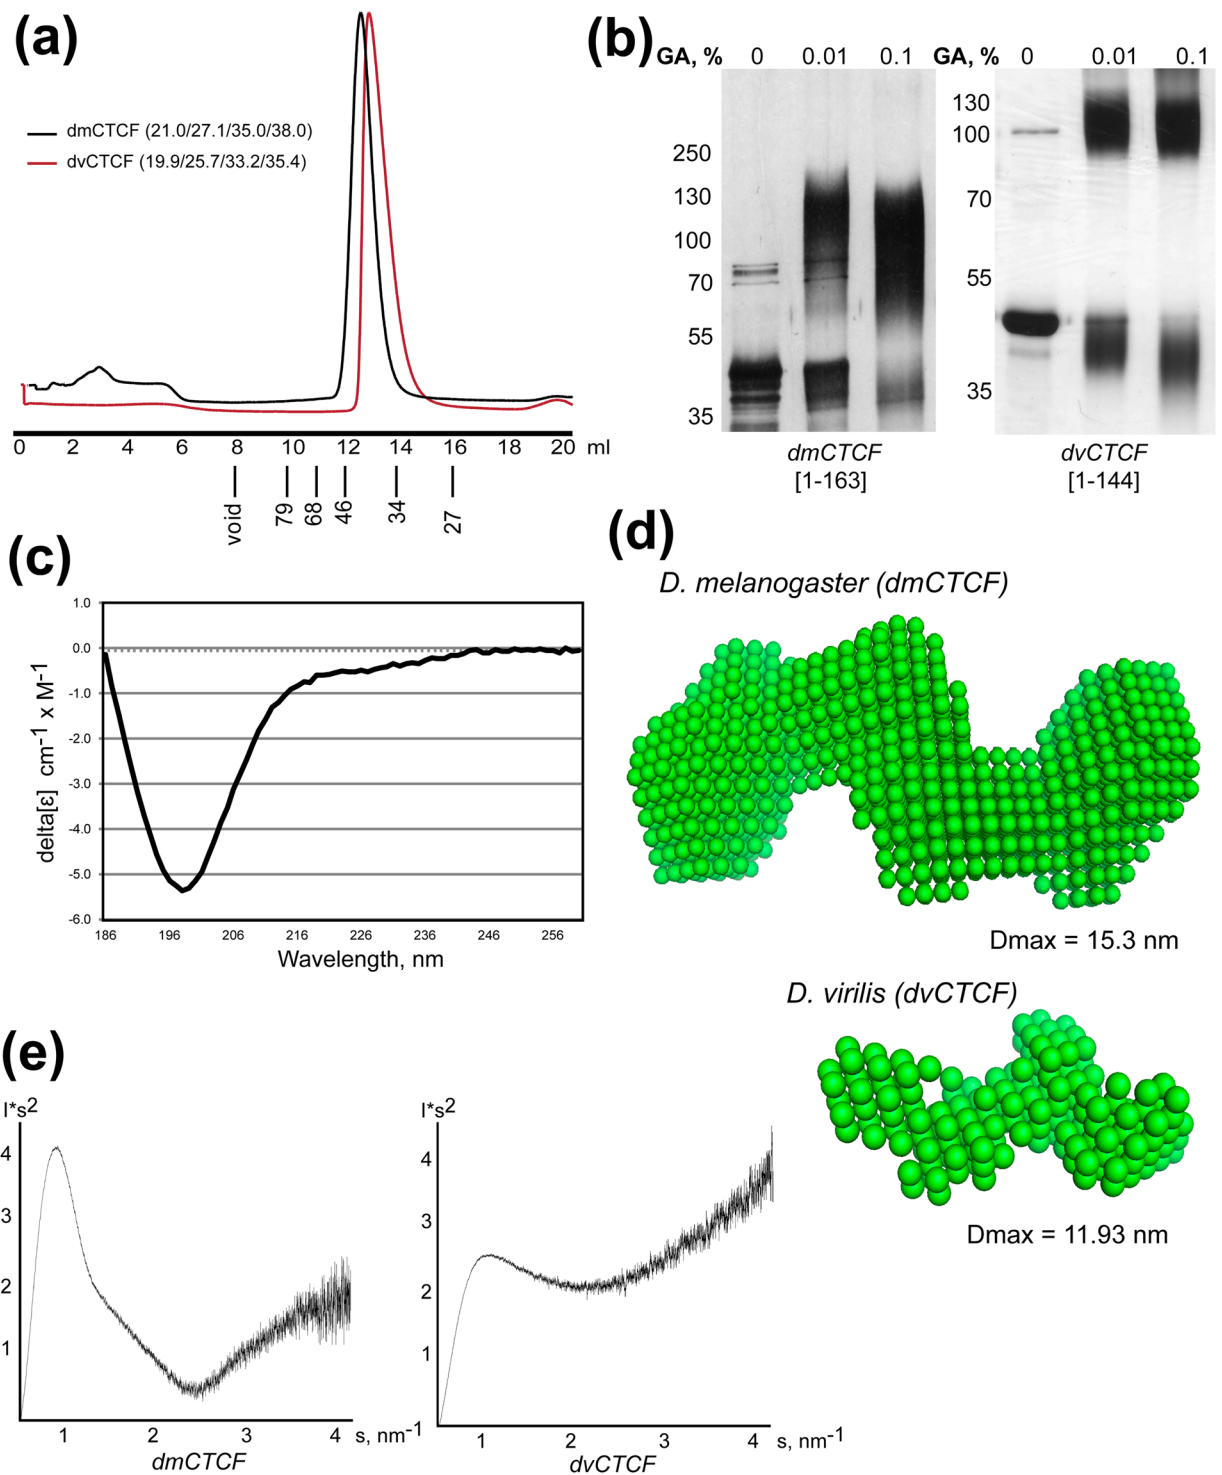 (a)
dmCTCF (21.0/27.1/35.0/38.0)
dvCTCF (19.9/25.7/33.2/35.4)
0 2 4 6 8 10 12 14 16 18 20 ml
void 79 68 46 34 27
(b)
GA, % 0 0.01 0.1
250
130
100
70
55
35
dmCTCF
[1-163]
GA, % 0 0.01 0.1
130
100
70
55
35
dvCTCF
[1-144]
(c)
delta[ε] cm⁻¹ x M⁻¹
1.0
0.0
-1.0
-2.0
-3.0
-4.0
-5.0
-6.0
186 196 206 216 226 236 246 256
Wavelength, nm
(d)
D. melanogaster (dmCTCF)
Dmax = 15.3 nm
D. virilis (dvCTCF)
Dmax = 11.93 nm
(e)
I*s²
4
3
2
1
1 2 3 4 s, nm⁻¹
dmCTCF
I*s²
4
3
2
1
1 2 3 4 s, nm⁻¹
dvCTCF